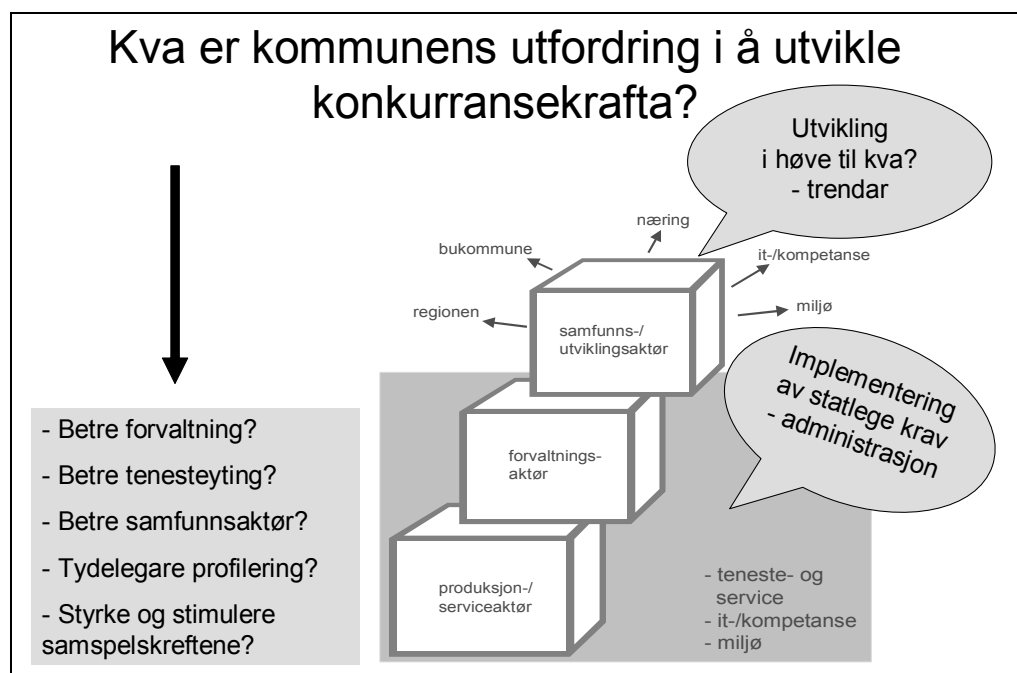 Kva er kommunens utfordring i å utvikle
konkurransekrafta?
Utvikling
i høve til kva?
- trendar
næring
bukommune
it-/kompetanse
regionen
miljø
samfunns-/
utviklingsaktør
Implementering
av statlege krav
- administrasjon
- Betre forvaltning?
- Betre tenesteyting?
- Betre samfunnsaktør?
- Tydelegare profilering?
- Styrke og stimulere
samspelskreftene?
forvaltnings-
aktør
produksjon-/
serviceaktør
- teneste- og
service
- it-/kompetanse
- miljø